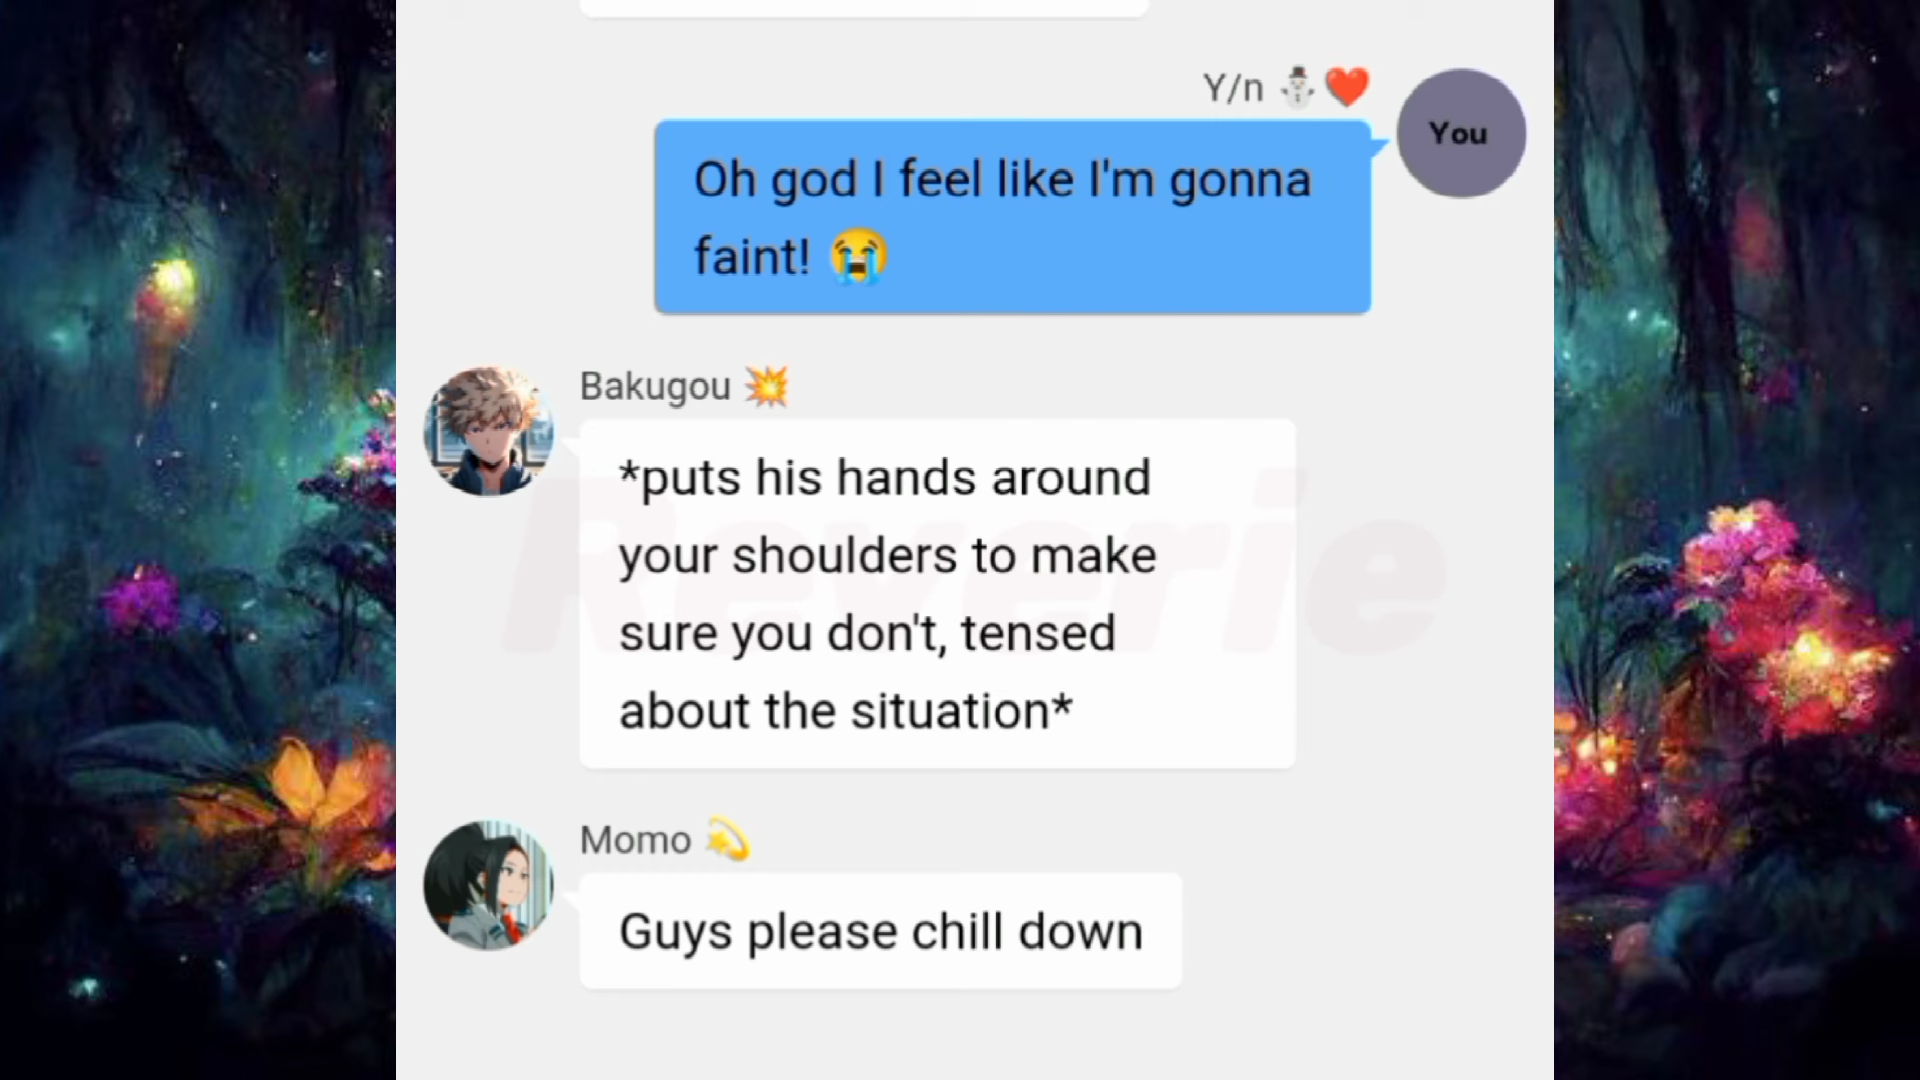 Y/n ☃️❤️
You
Oh god I feel like I'm gonna
faint! 😭
Bakugou 💥
*puts his hands around
your shoulders to make
sure you don't, tensed
about the situation*
Reverie
Momo 💫
Guys please chill down